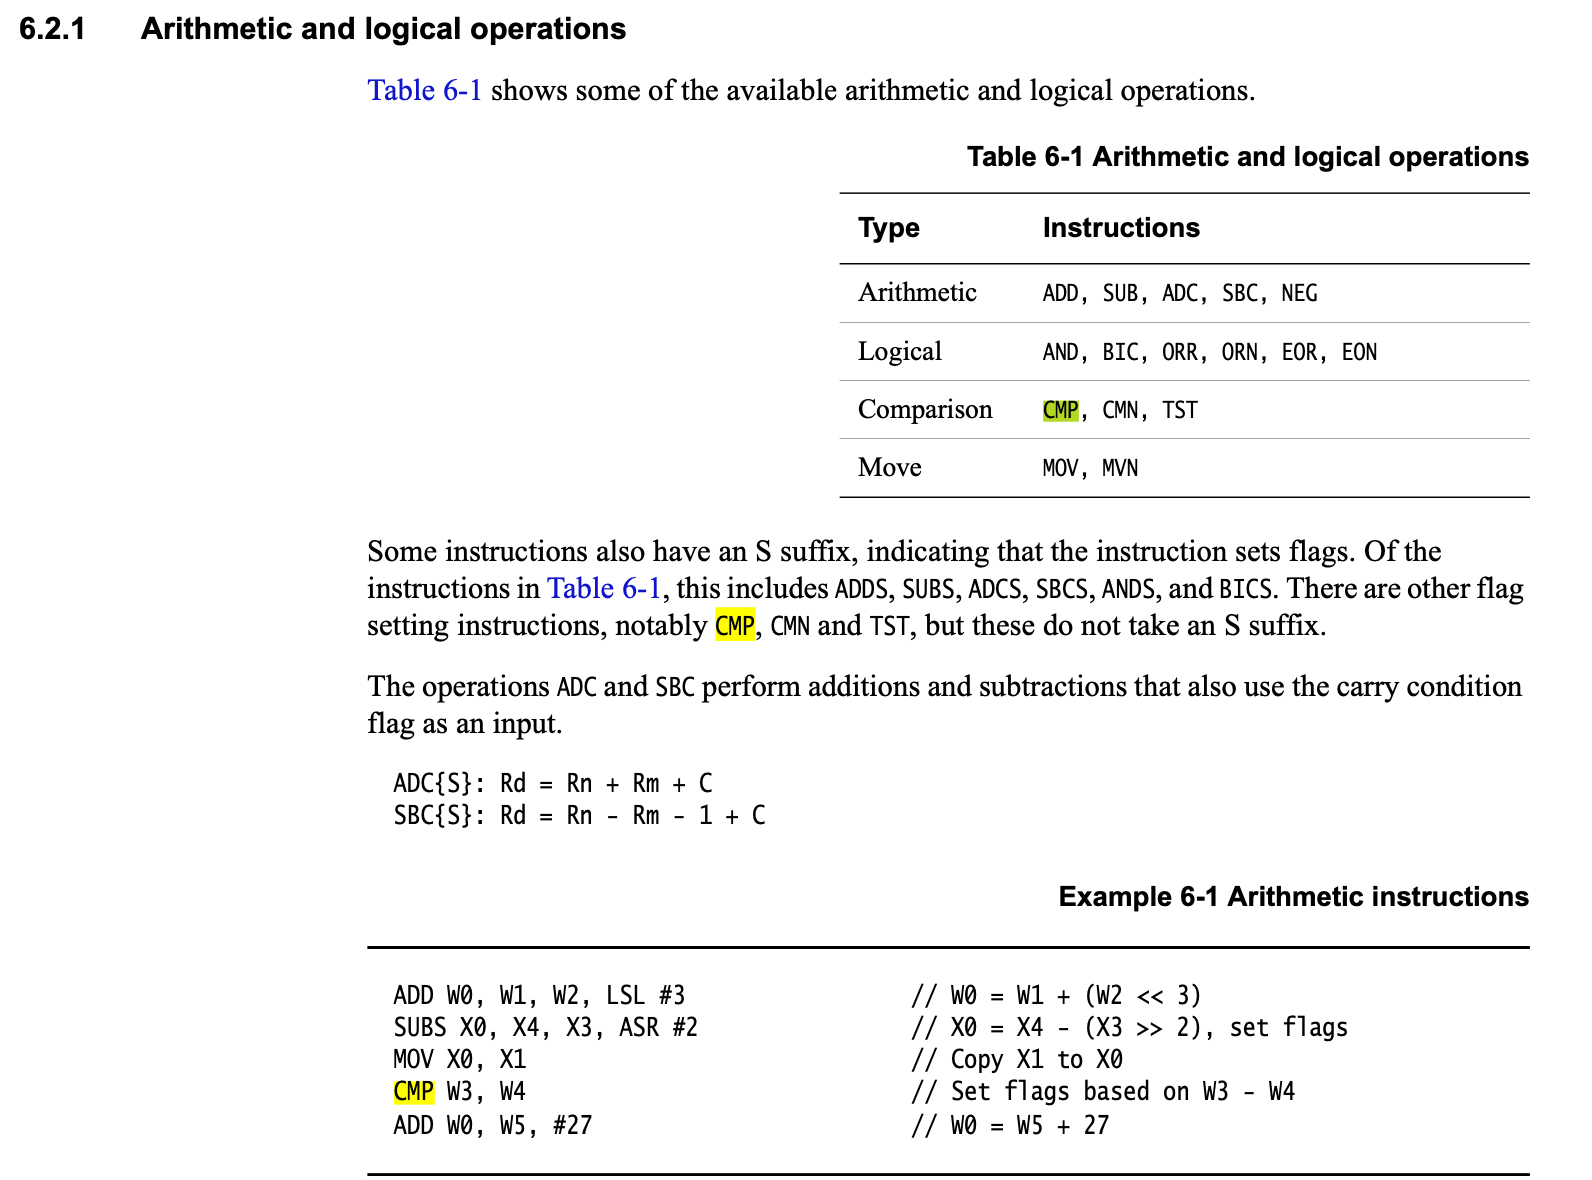 6.2.1 Arithmetic and logical operations
Table 6-1 shows some of the available arithmetic and logical operations.
Table 6-1 Arithmetic and logical operations
Type Instructions
Arithmetic ADD, SUB, ADC, SBC, NEG
Logical AND, BIC, ORR, ORN, EOR, EON
Comparison CMP, CMN, TST
Move MOV, MVN
Some instructions also have an S suffix, indicating that the instruction sets flags. Of the
instructions in Table 6-1, this includes ADDS, SUBS, ADCS, SBCS, ANDS, and BICS. There are other flag
setting instructions, notably CMP, CMN and TST, but these do not take an S suffix.
The operations ADC and SBC perform additions and subtractions that also use the carry condition
flag as an input.
ADC{S}: Rd = Rn + Rm + C
SBC{S}: Rd = Rn - Rm - 1 + C
Example 6-1 Arithmetic instructions
ADD W0, W1, W2, LSL #3 // W0 = W1 + (W2 << 3)
SUBS X0, X4, X3, ASR #2 // X0 = X4 - (X3 >> 2), set flags
MOV X0, X1 // Copy X1 to X0
CMP W3, W4 // Set flags based on W3 - W4
ADD W0, W5, #27 // W0 = W5 + 27